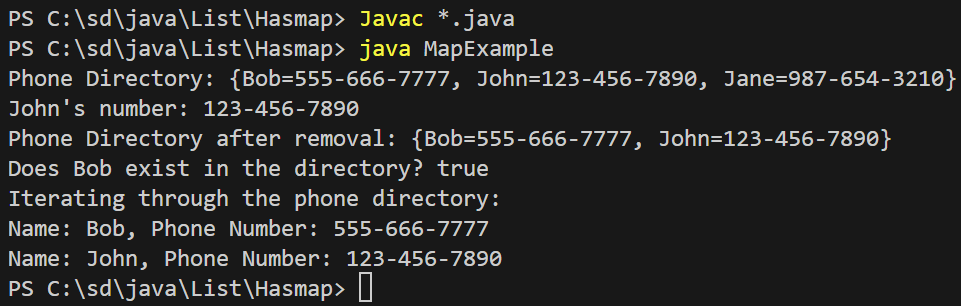 PS C:\sd\java\List\Hasmap> Javac *.java
PS C:\sd\java\List\Hasmap> java MapExample
Phone Directory: {Bob=555-666-7777, John=123-456-7890, Jane=987-654-3210}
John's number: 123-456-7890
Phone Directory after removal: {Bob=555-666-7777, John=123-456-7890}
Does Bob exist in the directory? true
Iterating through the phone directory:
Name: Bob, Phone Number: 555-666-7777
Name: John, Phone Number: 123-456-7890
PS C:\sd\java\List\Hasmap>